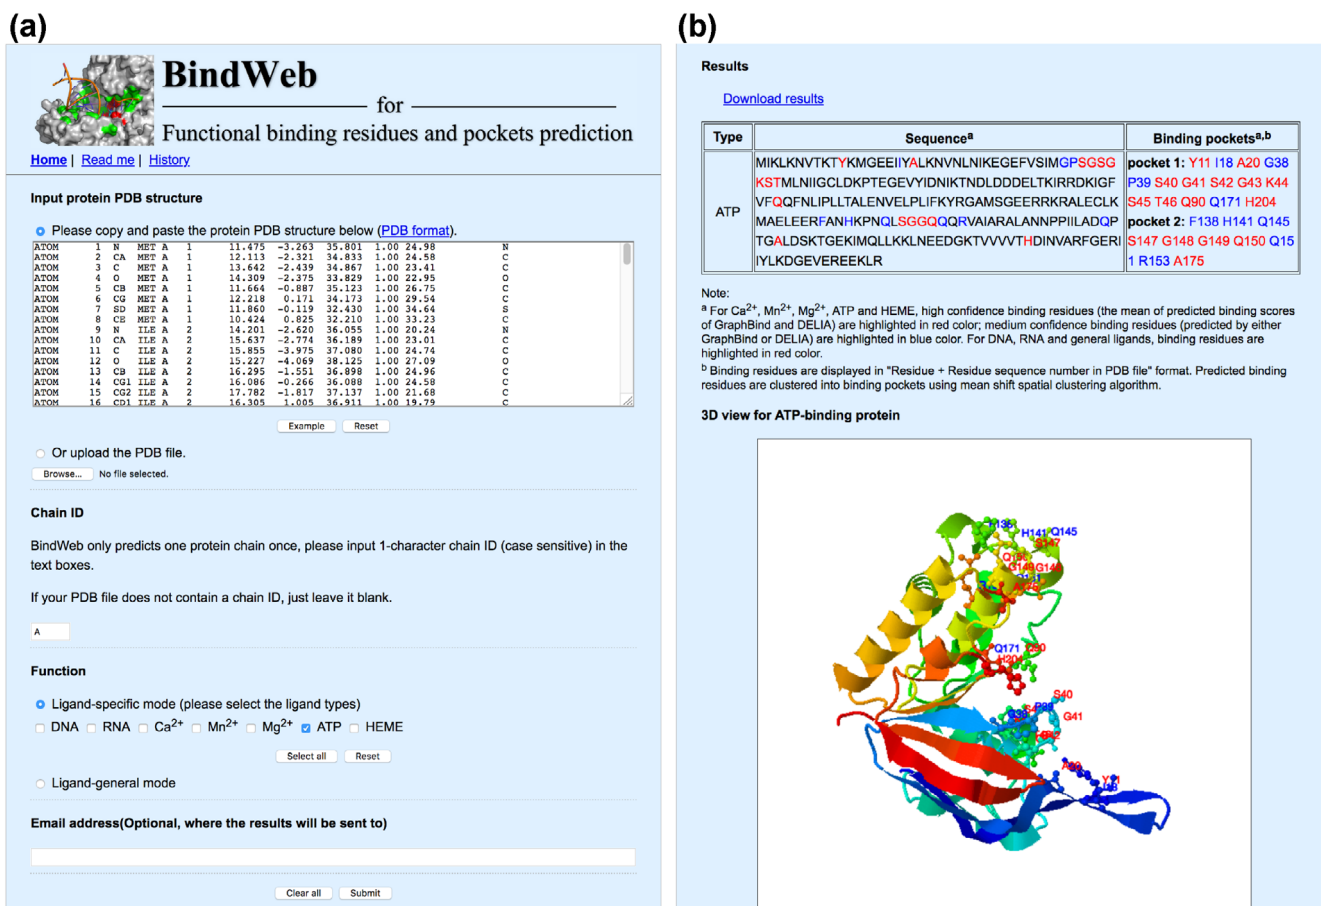 (a)
BindWeb
for
Functional binding residues and pockets prediction
Home | Read me | History
Input protein PDB structure
Please copy and paste the protein PDB structure below (PDB format).
ATOM 1 N MET A 1 11.475 -3.263 35.801 1.00 24.98 N
ATOM 2 CA MET A 1 12.113 -2.321 34.833 1.00 24.58 C
ATOM 3 C MET A 1 13.642 -2.439 34.867 1.00 23.41 C
ATOM 4 O MET A 1 14.309 -2.375 33.829 1.00 22.95 O
ATOM 5 CB MET A 1 11.664 -0.887 35.123 1.00 26.75 C
ATOM 6 CG MET A 1 12.218 0.171 34.173 1.00 29.54 C
ATOM 7 SD MET A 1 11.860 -0.119 32.430 1.00 34.64 S
ATOM 8 CE MET A 1 10.424 0.825 32.210 1.00 33.23 C
ATOM 9 N ILE A 2 14.201 -2.620 36.055 1.00 20.24 N
ATOM 10 CA ILE A 2 15.637 -2.774 36.189 1.00 23.01 C
ATOM 11 C ILE A 2 15.855 -3.975 37.080 1.00 24.74 C
ATOM 12 O ILE A 2 15.227 -4.069 38.125 1.00 27.09 O
ATOM 13 CB ILE A 2 16.295 -1.551 36.898 1.00 24.96 C
ATOM 14 CG1 ILE A 2 16.086 -0.266 36.088 1.00 24.58 C
ATOM 15 CG2 ILE A 2 17.782 -1.817 37.137 1.00 21.68 C
ATOM 16 CD1 ILE A 2 16.305 1.005 36.911 1.00 19.79 C
Example Reset
Or upload the PDB file.
Browse... No file selected.
Chain ID
BindWeb only predicts one protein chain once, please input 1-character chain ID (case sensitive) in the
text boxes.
If your PDB file does not contain a chain ID, just leave it blank.
A
Function
Ligand-specific mode (please select the ligand types)
DNA RNA Ca2+ Mn2+ Mg2+ ATP HEME
Select all Reset
Ligand-general mode
Email address(Optional, where the results will be sent to)
Clear all Submit
(b)
Results
Download results
Type Sequencea Binding pocketsa,b
ATP
MIKLKNVTKTYKMGEEIIYALKNVNLNIKEGEFVSIMGPSGSG
KSTMLNIIGCLDKPTEGEVYIDNIKTNDLDDDELTKIRRDKIGF
VFQQFNLIPLLTALENVELPLIFKYRGAMSGEERRKRALECLK
MAELEERFANHKPNQLSGGQQQRVAIARALANNPPIILADQP
TGALDSKTGEKIMQLLKKLNEEDGKTVVVVTHDINVARFGERI
IYLKDGEVEREEKLR
pocket 1: Y11 I18 A20 G38
P39 S40 G41 S42 G43 K44
S45 T46 Q90 Q171 H204
pocket 2: F138 H141 Q145
S147 G148 G149 Q150 Q15
1 R153 A175
Note:
a For Ca2+, Mn2+, Mg2+, ATP and HEME, high confidence binding residues (the mean of predicted binding scores
of GraphBind and DELIA) are highlighted in red color; medium confidence binding residues (predicted by either
GraphBind or DELIA) are highlighted in blue color. For DNA, RNA and general ligands, binding residues are
highlighted in red color.
b Binding residues are displayed in "Residue + Residue sequence number in PDB file" format. Predicted binding
residues are clustered into binding pockets using mean shift spatial clustering algorithm.
3D view for ATP-binding protein
H141 Q145
S147
G149
Q171
H204
S40
P39
G41